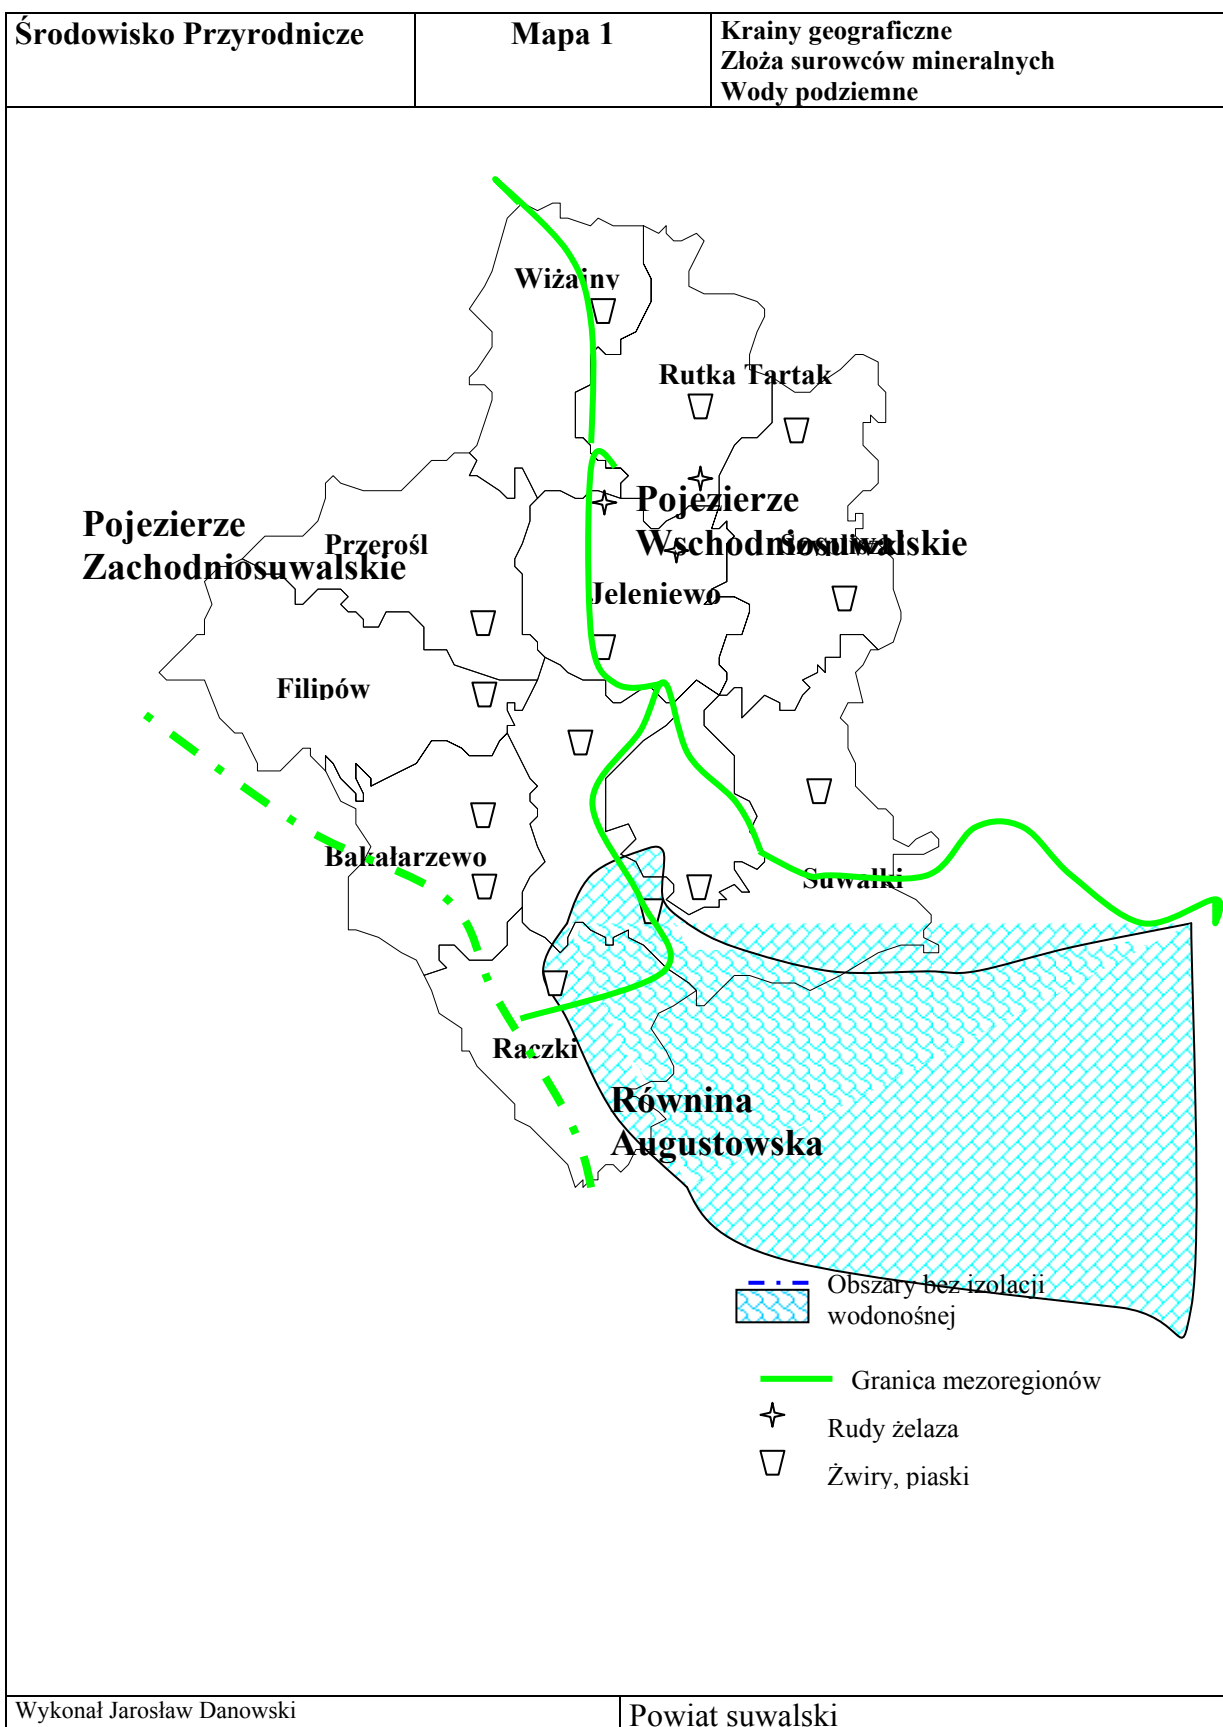 Środowisko Przyrodnicze
Mapa 1
Krainy geograficzne
Złoża surowców mineralnych
Wody podziemne
Wiżajny
Rutka Tartak
Pojezierze
Zachodniosuwalskie
Przerośl
Pojezierze
Wschodniosuwalskie
Jeleniewo
Filipów
Bakałarzewo
Suwałki
Raczki
Równina
Augustowska
Obszary bez izolacji
wodonośnej
Granica mezoregionów
Rudy żelaza
Żwiry, piaski
Wykonał Jarosław Danowski
Powiat suwalski